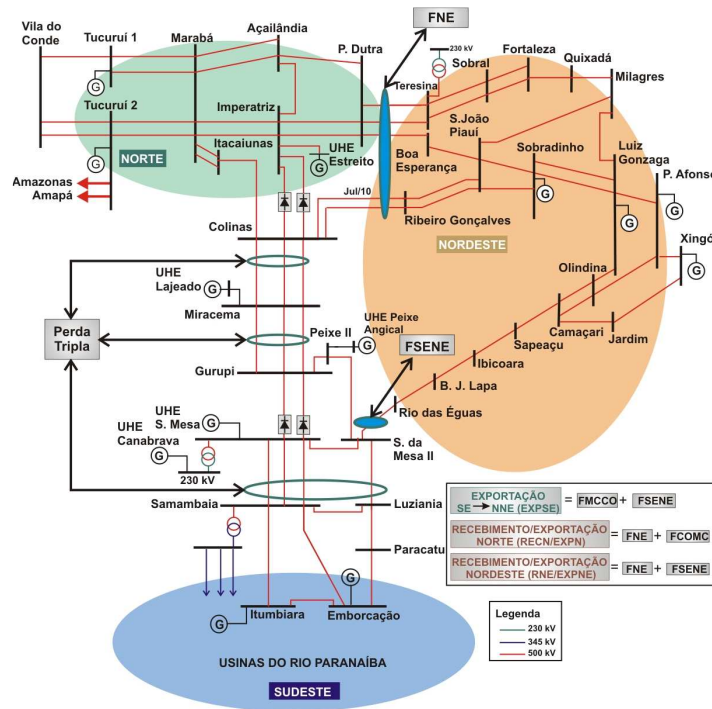 FNE
Vila do
Conde
Tucuruí 1
Marabá
Açailândia
P. Dutra
230 kV
Teresina
Sobral
Fortaleza
Quixadá
Milagres
G
Tucuruí 2
Imperatriz
Itacaiunas
UHE
Estreito
G
G
NORTE
Amazonas
Amapá
S.João
Piauí
Boa
Esperança
Sobradinho
Luiz
Gonzaga
P. Afonso
G
G
G
Xingó
G
Jul/10
Ribeiro Gonçalves
NORDESTE
Colinas
UHE
Lajeado
G
Miracema
Perda
Tripla
Peixe II
UHE Peixe
Angical
G
Gurupi
FSENE
Olindina
Camaçari
Jardim
Sapeaçu
Ibicoara
B. J. Lapa
Rio das Éguas
UHE
S. Mesa
G
UHE
Canabrava
G
230 kV
S. da
Mesa II
Samambaia
Luziania
Paracatu
EXPORTAÇÃO
SE NNE (EXPSE) = FMCCO + FSENE
RECEBIMENTO/EXPORTAÇÃO
NORTE (RECN/EXPN) = FNE + FCOMC
RECEBIMENTO/EXPORTAÇÃO
NORDESTE (RNE/EXPNE) = FNE + FSENE
G
Itumbiara
G
Emborcação
USINAS DO RIO PARANAÍBA
SUDESTE
Legenda
230 kV
345 kV
500 kV